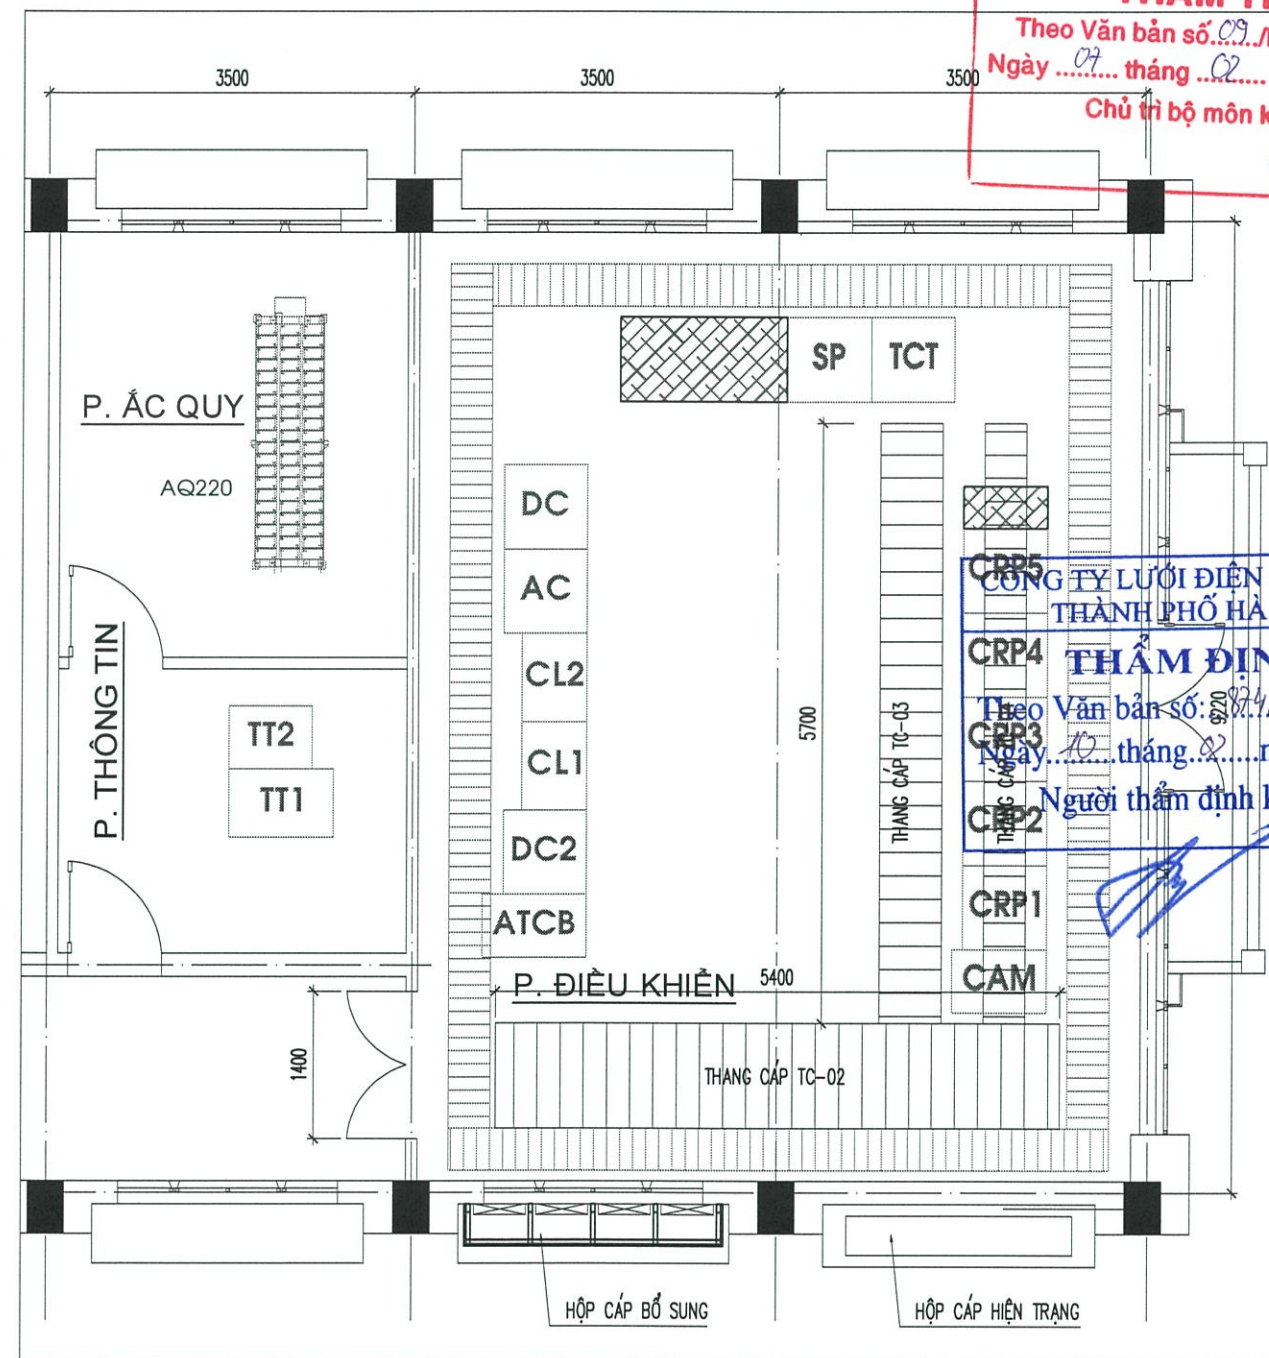 THẨM
Theo Văn bản số 09
Ngày 07 tháng 02
Chủ trì bộ môn
3500
3500
3500
SP
TCT
P. ẮC QUY
AQ220
DC
AC
CL2
CL1
DC2
ATCB
P. THÔNG TIN
TT2
TT1
5700
THANG CÁP TC-03
THANG CÁP
CRP5
CRP4
CRP3
CRP2
CRP1
CAM
CÔNG TY LƯỚI ĐIỆN
THÀNH PHỐ HÀ
THẨM ĐỊN
Theo Văn bản số: 874
Ngày 10 tháng 02
Người thẩm định
9220
P. ĐIỀU KHIỂN
5400
1400
THANG CÁP TC-02
HỘP CÁP BỔ SUNG
HỘP CÁP HIỆN TRẠNG